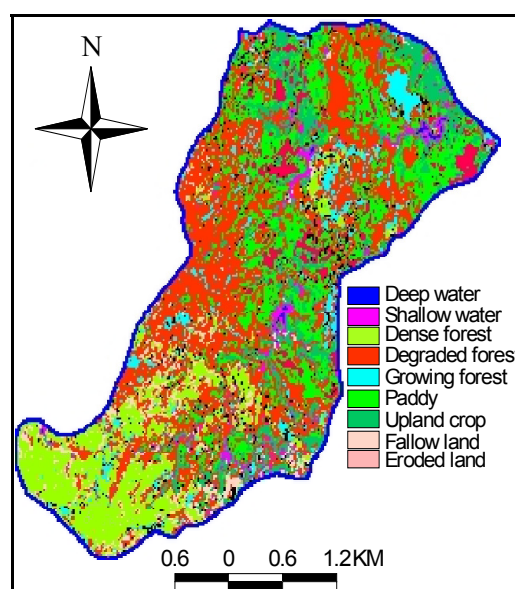 N
Deep water
Shallow water
Dense forest
Degraded fores
Growing forest
Paddy
Upland crop
Fallow land
Eroded land
0.6 0 0.6 1.2KM